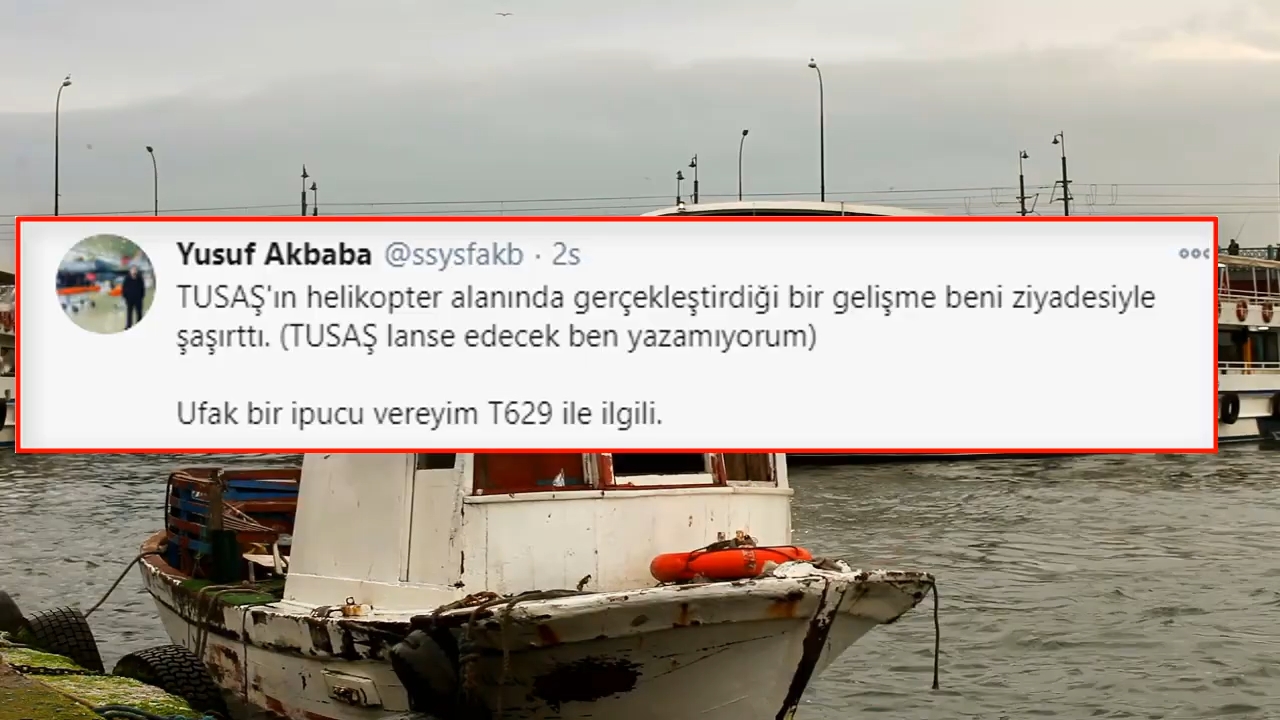 Yusuf Akbaba @ssysfakb · 2s
TUSAŞ'ın helikopter alanında gerçekleştirdiği bir gelişme beni ziyadesiyle
şaşırttı. (TUSAŞ lanse edecek ben yazamıyorum)
Ufak bir ipucu vereyim T629 ile ilgili.